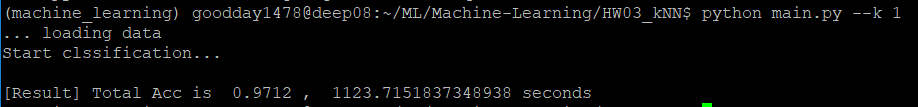 (machine_learning) goodday1478@deep08:~/ML/Machine-Learning/HW03_kNN$ python main.py --k 1
... loading data
Start clssification...
[Result] Total Acc is  0.9712 ,  1123.7151837348938 seconds